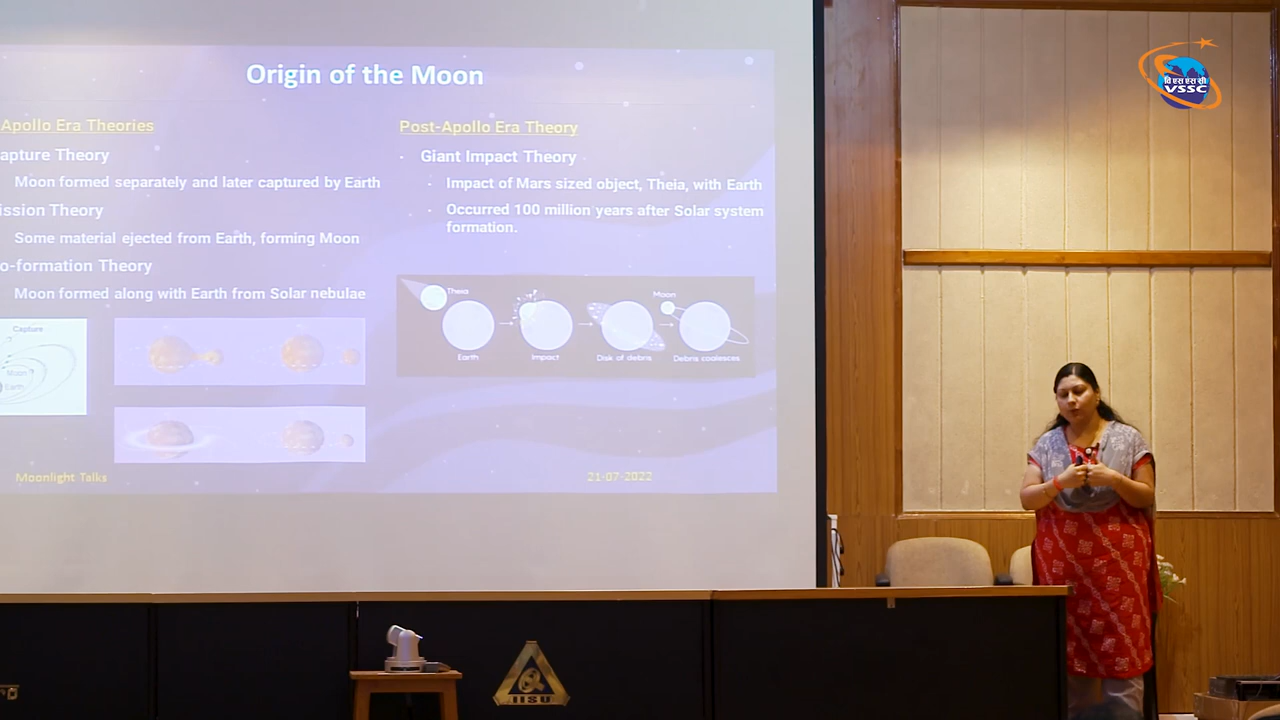 Origin of the Moon
Apollo Era Theories
apture Theory
Moon formed separately and later captured by Earth
ission Theory
Some material ejected from Earth, forming Moon
o-formation Theory
Moon formed along with Earth from Solar nebulae
Capture
Moon
Earth
Post-Apollo Era Theory
Giant Impact Theory
Impact of Mars sized object, Theia, with Earth
Occurred 100 million years after Solar system
formation.
Theia
Moon
Earth
Impact
Disk of debris
Debris coalesces
Moonlight Talks
21-07-2022
वि एस एस सी
VSSC
IISU